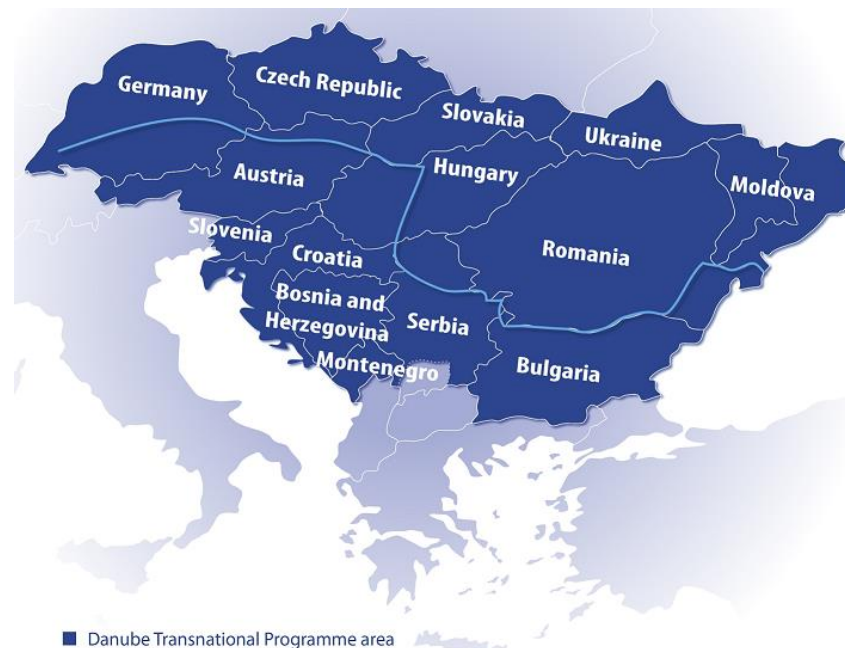 Germany
Czech Republic
Slovakia
Ukraine
Austria
Hungary
Moldova
Slovenia
Croatia
Romania
Bosnia and
Herzegovina
Serbia
Montenegro
Bulgaria
Danube Transnational Programme area